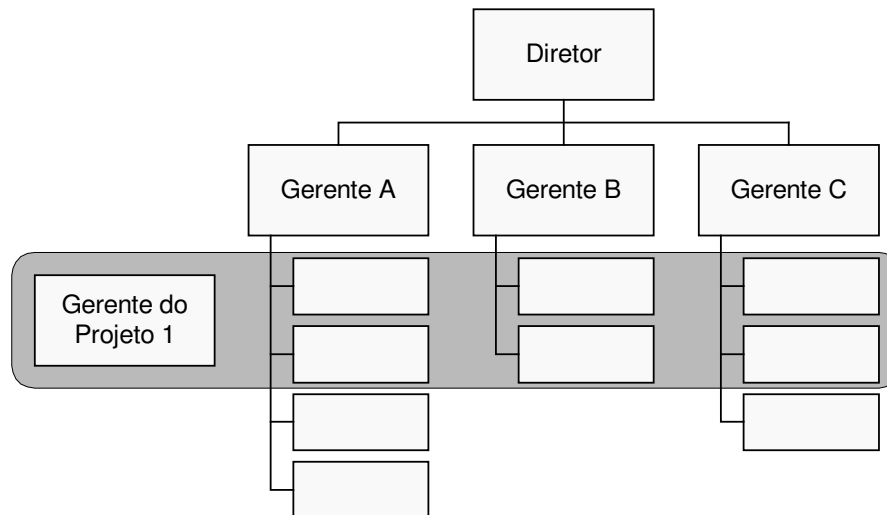 Diretor
Gerente A
Gerente B
Gerente C
Gerente do
Projeto 1